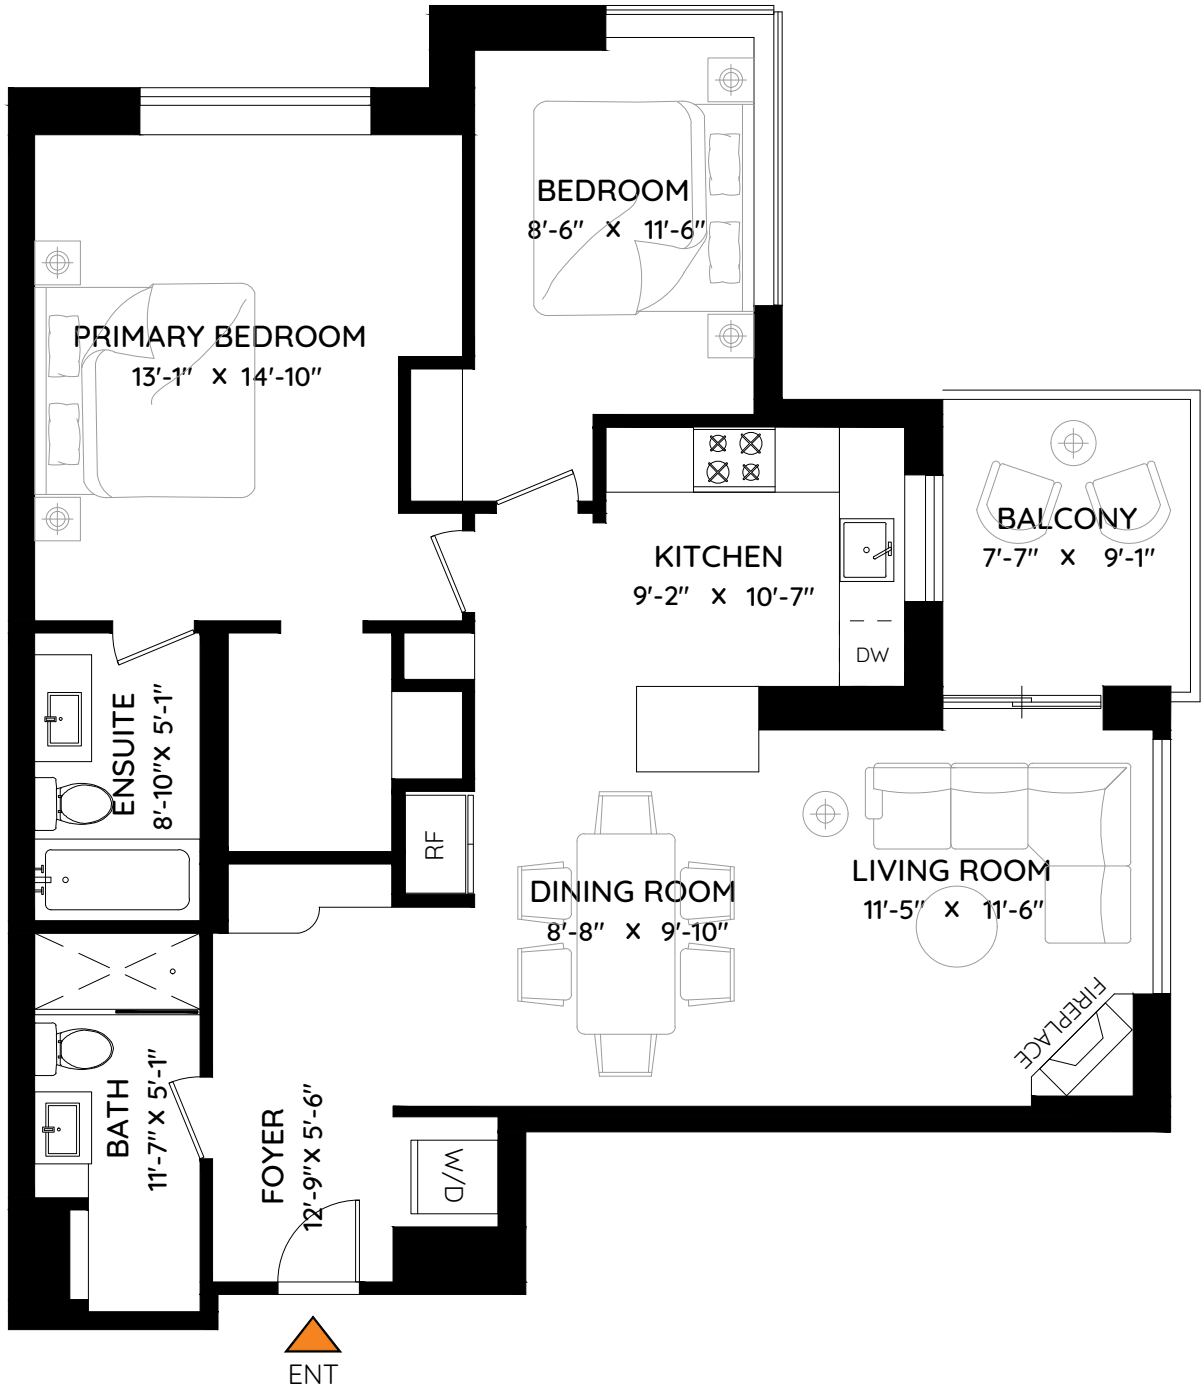 BEDROOM
8'-6" X 11'-6"
PRIMARY BEDROOM
13'-1" X 14'-10"
BALCONY
7'-7" X 9'-1"
KITCHEN
9'-2" X 10'-7"
DW
ENSUITE
8'-10"X 5'-1"
RF
DINING ROOM
8'-8" X 9'-10"
LIVING ROOM
11'-5" X 11'-6"
FIREPLACE
BATH
11'-7" X 5'-1"
FOYER
12'-9"X 5'-6"
W/D
ENT